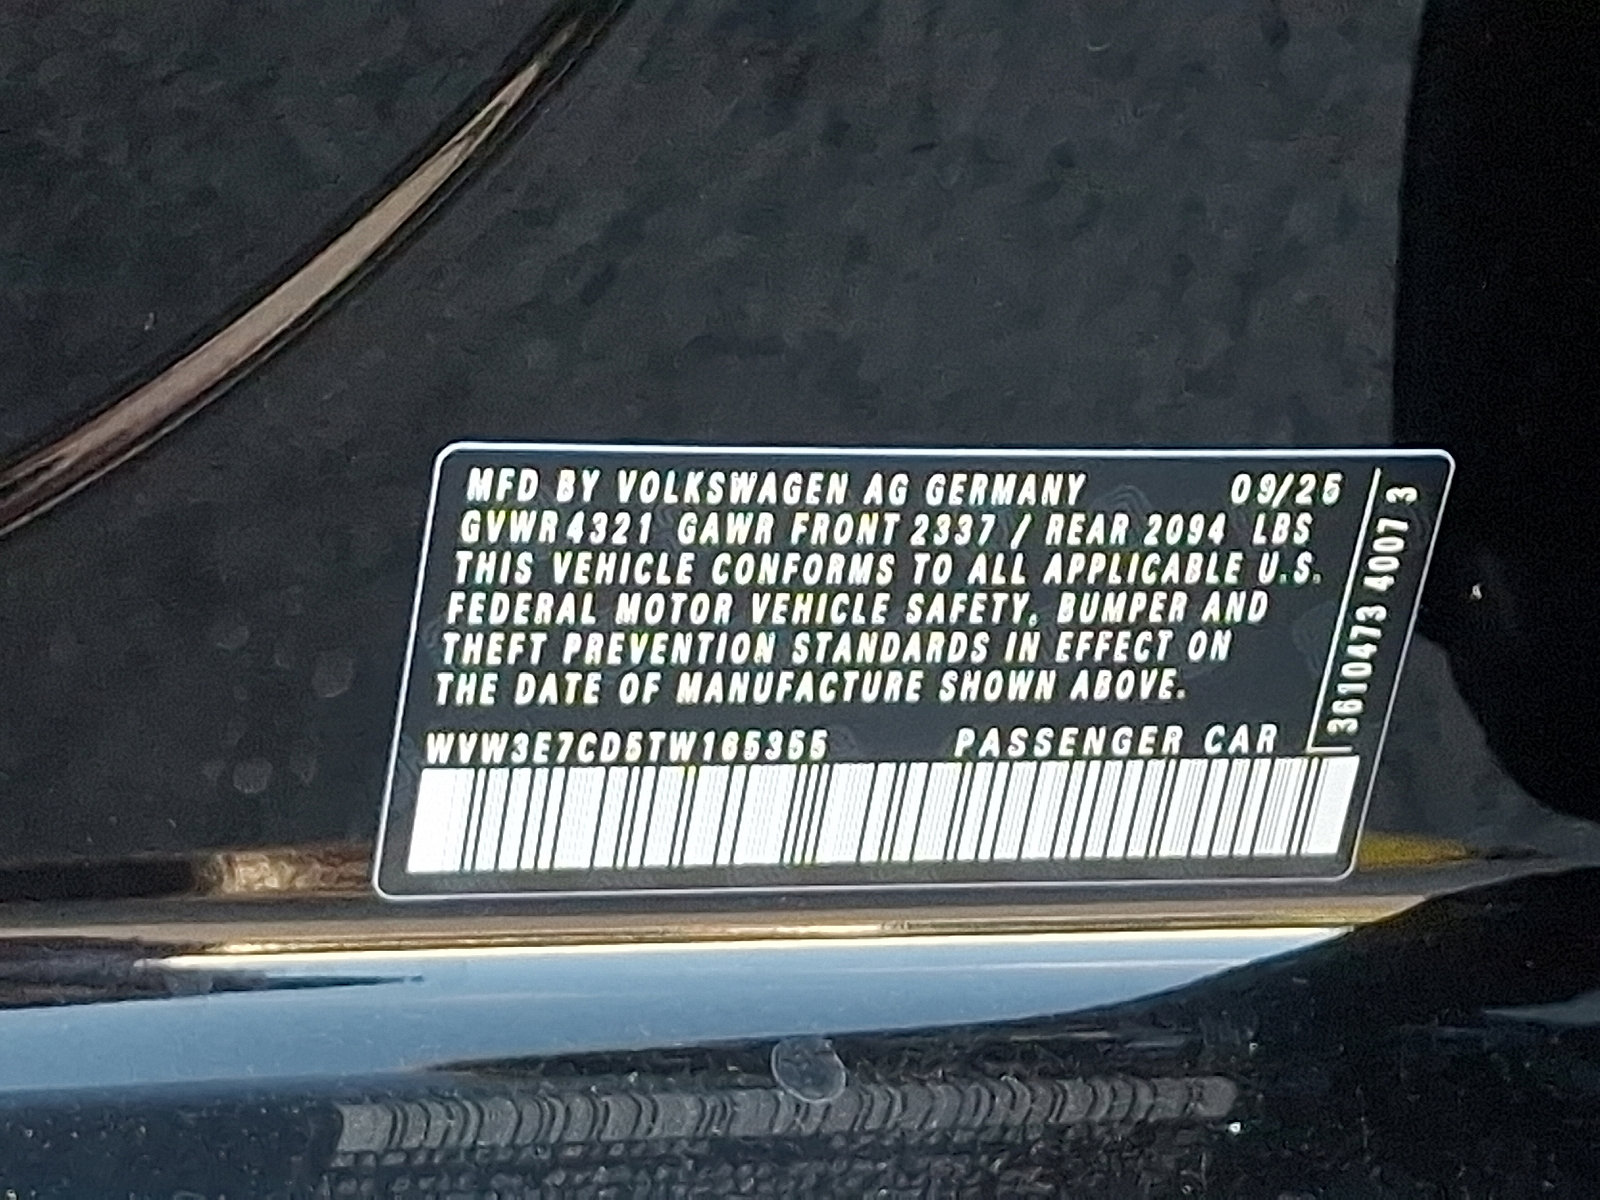 MFD BY VOLKSWAGEN AG GERMANY 09/25
GVWR 4321 GAWR FRONT 2337 / REAR 2094 LBS
THIS VEHICLE CONFORMS TO ALL APPLICABLE U.S.
FEDERAL MOTOR VEHICLE SAFETY, BUMPER AND
THEFT PREVENTION STANDARDS IN EFFECT ON
THE DATE OF MANUFACTURE SHOWN ABOVE.
WVW3E7CD5TW165355 PASSENGER CAR
36104473 4007 3